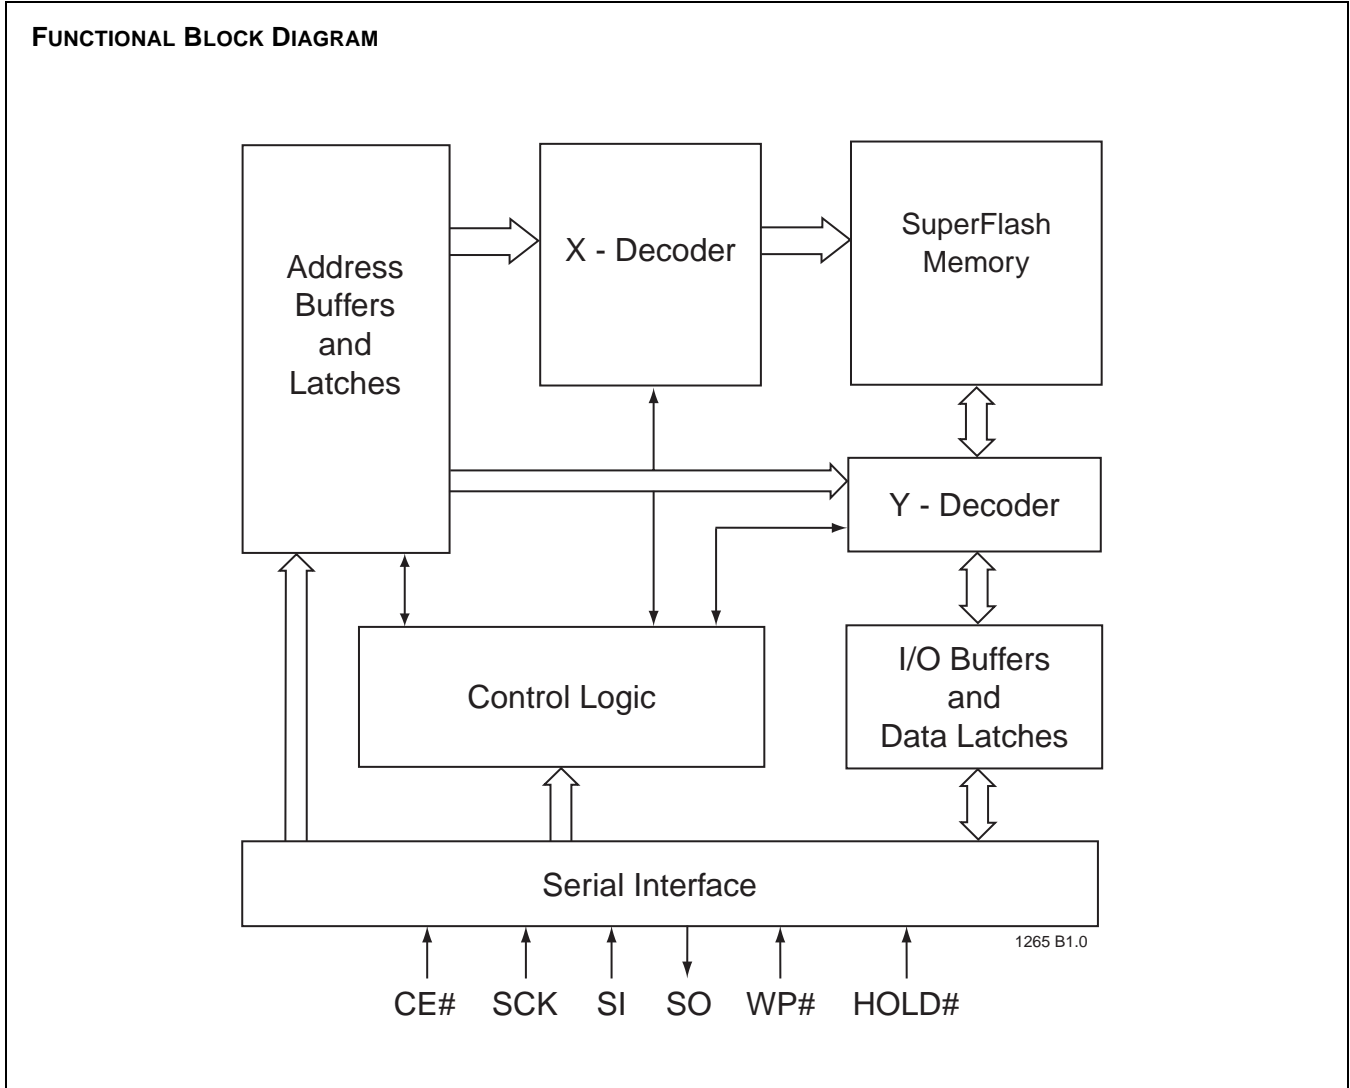 FUNCTIONAL BLOCK DIAGRAM
Address
Buffers
and
Latches
X - Decoder
SuperFlash
Memory
Y - Decoder
Control Logic
I/O Buffers
and
Data Latches
Serial Interface
1265 B1.0
CE# SCK SI SO WP# HOLD#